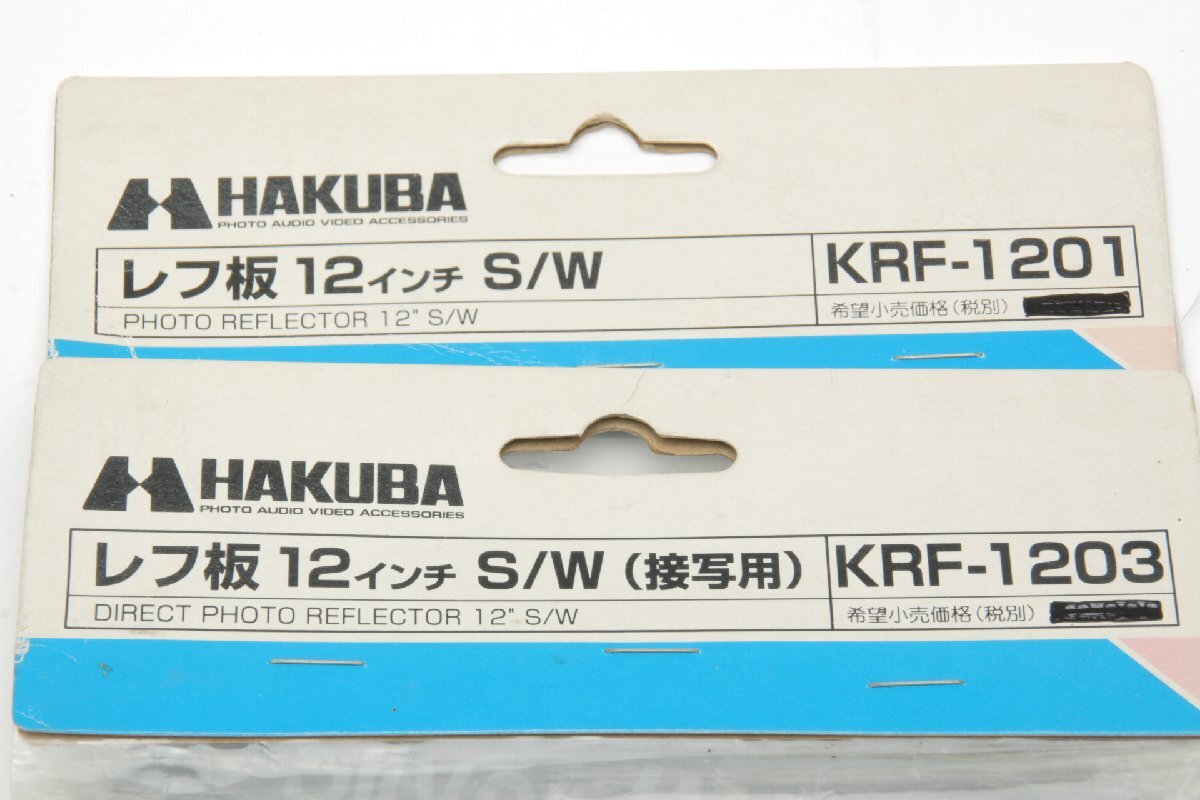 HAKUBA
PHOTO AUDIO VIDEO ACCESSORIES
レフ板 12インチ S/W
KRF-1201
PHOTO REFLECTOR 12" S/W
希望小売価格(税別)
HAKUBA
PHOTO AUDIO VIDEO ACCESSORIES
レフ板 12インチ S/W (接写用)
KRF-1203
DIRECT PHOTO REFLECTOR 12" S/W
希望小売価格(税別)